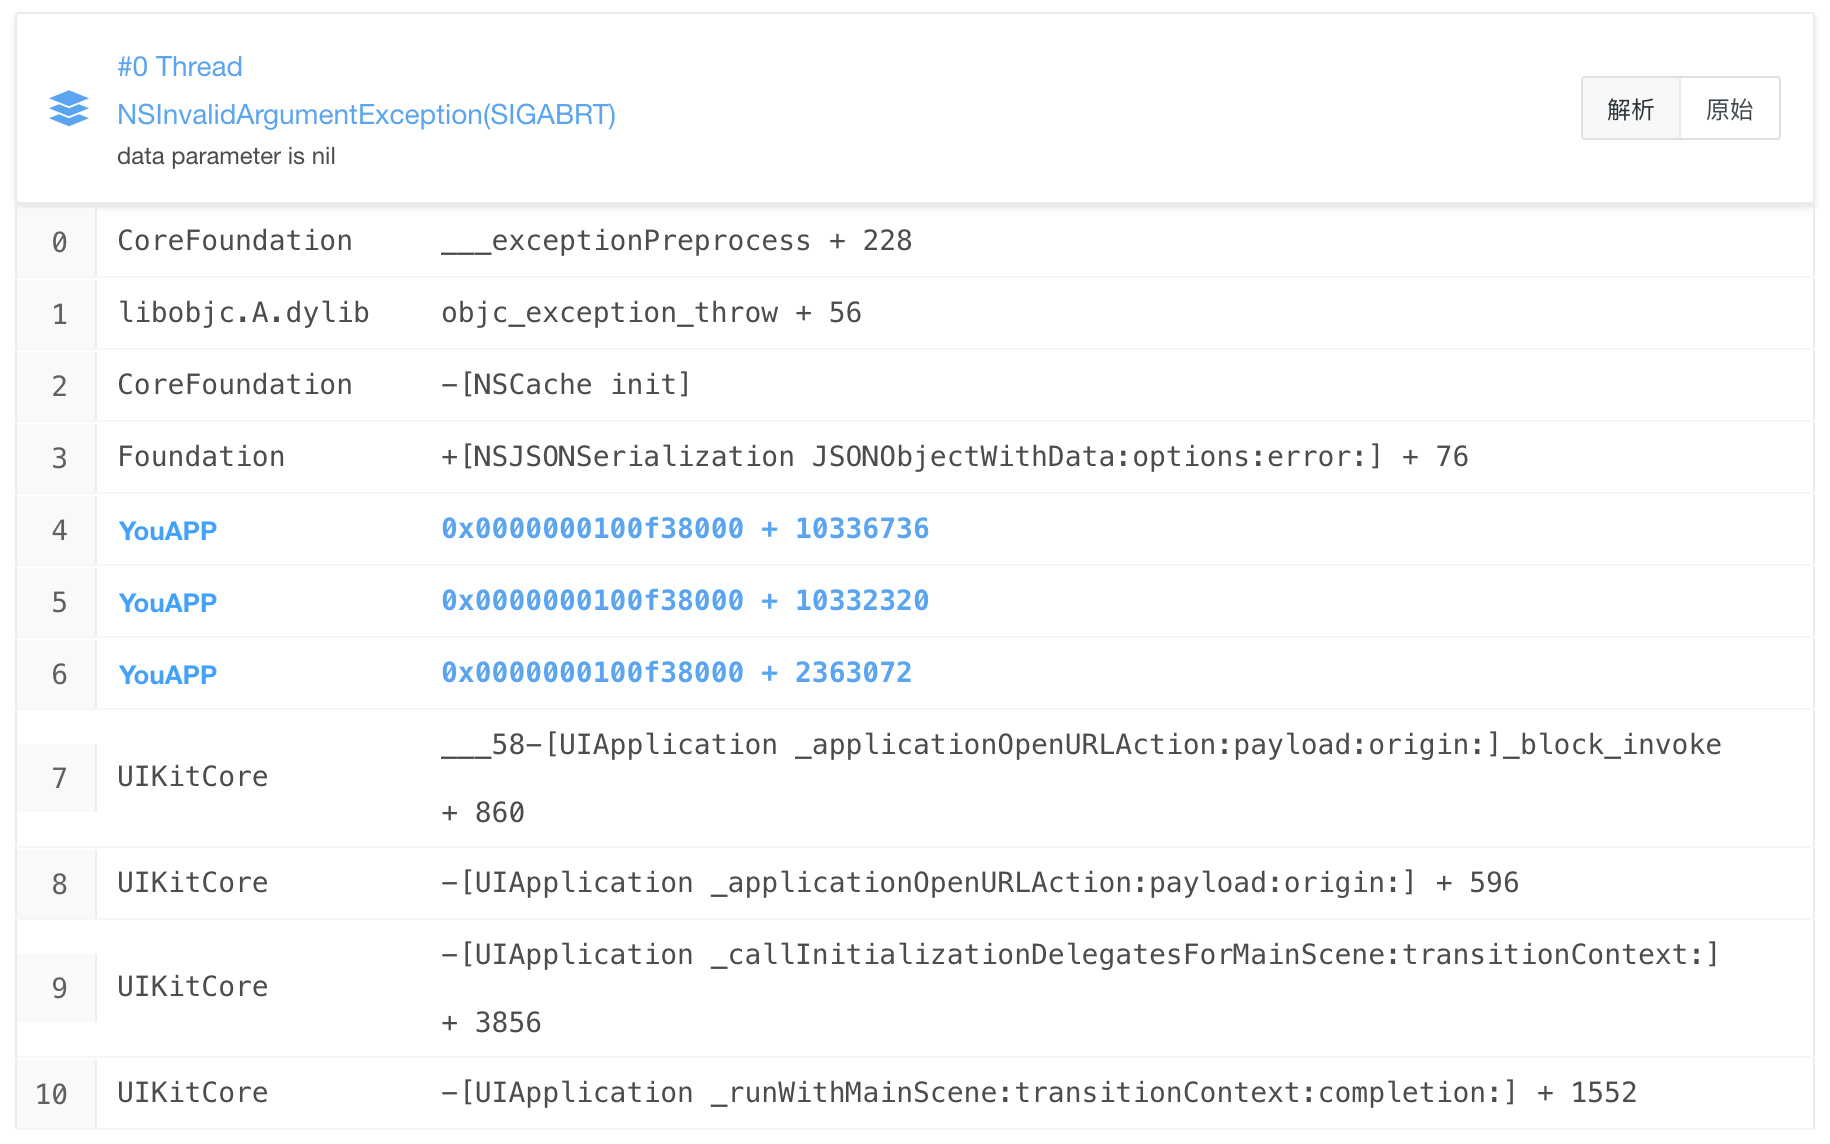 #0 Thread
NSInvalidArgumentException(SIGABRT)
data parameter is nil
解析 原始
0 CoreFoundation ___exceptionPreprocess + 228
1 libobjc.A.dylib objc_exception_throw + 56
2 CoreFoundation -[NSCache init]
3 Foundation +[NSJSONSerialization JSONObjectWithData:options:error:] + 76
4 YouAPP 0x0000000100f38000 + 10336736
5 YouAPP 0x0000000100f38000 + 10332320
6 YouAPP 0x0000000100f38000 + 2363072
7 UIKitCore ___58-[UIApplication _applicationOpenURLAction:payload:origin:]_block_invoke
+ 860
8 UIKitCore -[UIApplication _applicationOpenURLAction:payload:origin:] + 596
9 UIKitCore -[UIApplication _callInitializationDelegatesForMainScene:transitionContext:]
+ 3856
10 UIKitCore -[UIApplication _runWithMainScene:transitionContext:completion:] + 1552